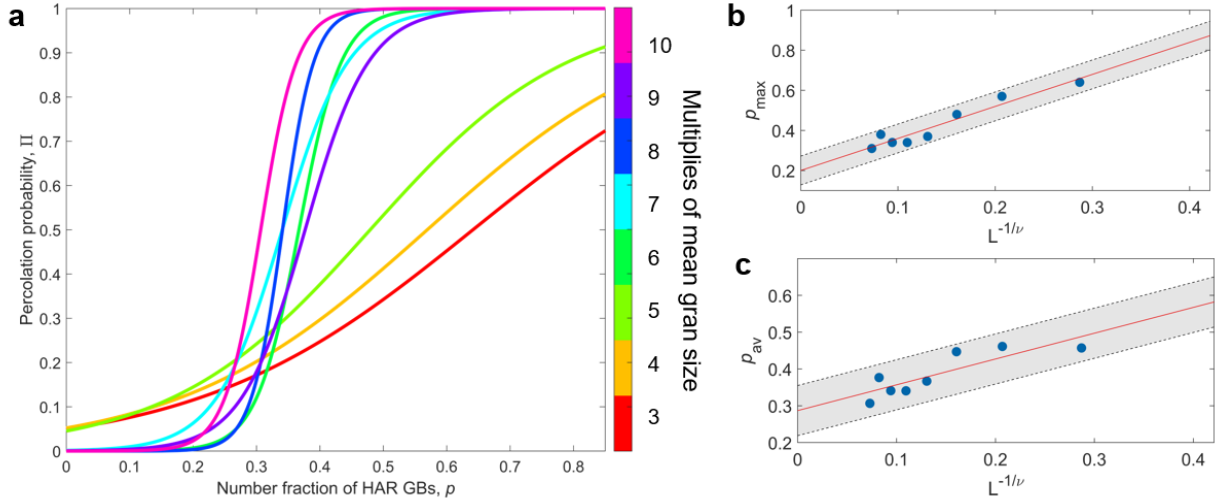 a
Percolation probability, Π
1
0.9
0.8
0.7
0.6
0.5
0.4
0.3
0.2
0.1
0
0 0.1 0.2 0.3 0.4 0.5 0.6 0.7 0.8
Number fraction of HAR GBs, p
10
9
8
7
6
5
4
3
Multiplies of mean gran size
b
p_max
1
0.8
0.6
0.4
0.2
0 0.1 0.2 0.3 0.4
L^-1/ν
c
p_av
0.6
0.5
0.4
0.3
0.2
0 0.1 0.2 0.3 0.4
L^-1/ν